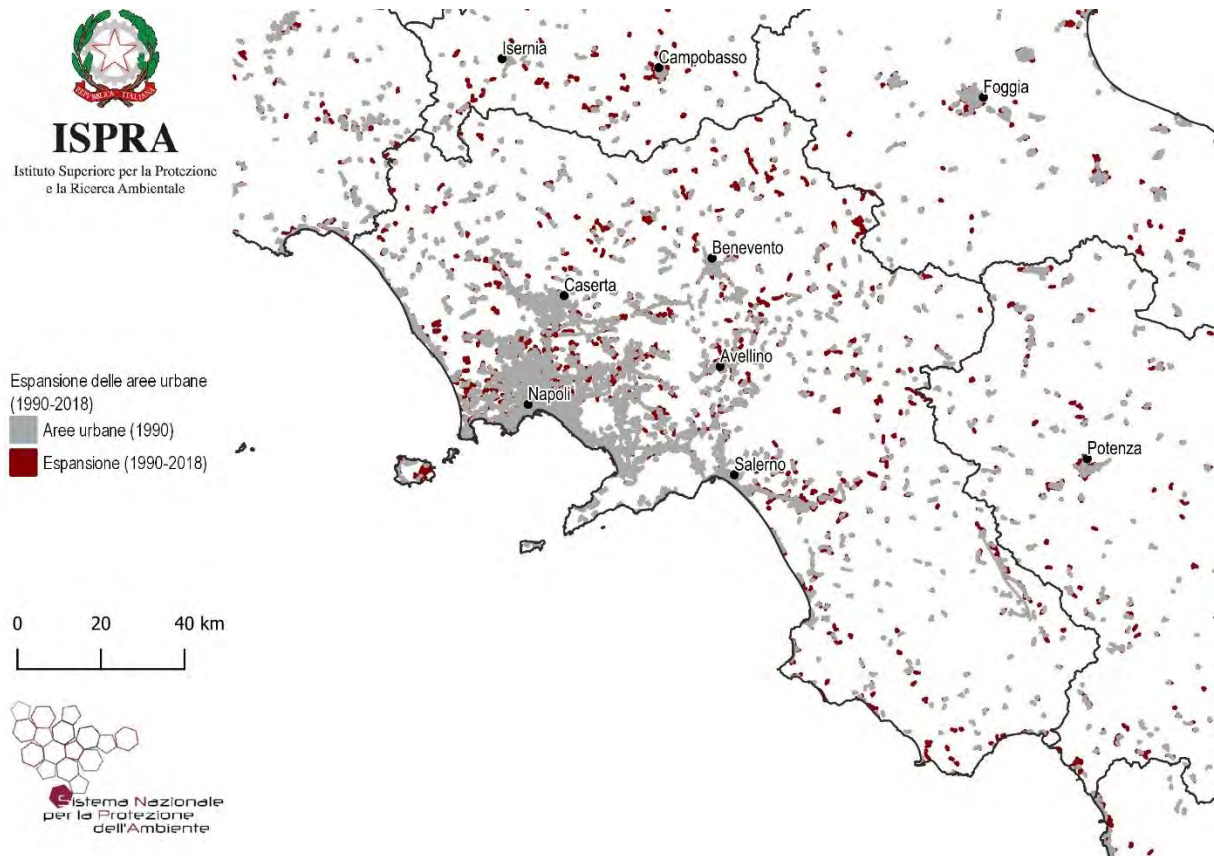 REPVBBLICA ITALIANA
ISPRA
Istituto Superiore per la Protezione
e la Ricerca Ambientale
Isernia
Campobasso
Foggia
Benevento
Caserta
Avellino
Napoli
Salerno
Potenza
Espansione delle aree urbane
(1990-2018)
Aree urbane (1990)
Espansione (1990-2018)
0 20 40 km
Sistema Nazionale
per la Protezione
dell'Ambiente